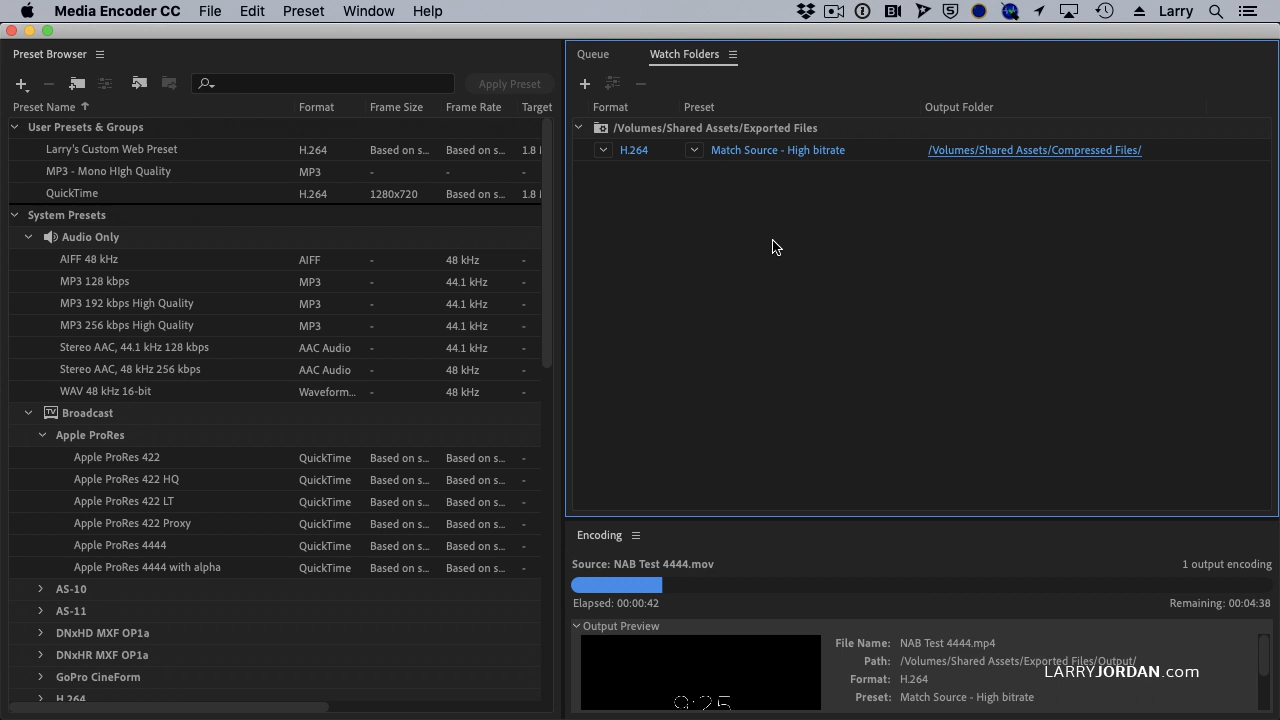 Media Encoder CC File Edit Preset Window Help Larry
Preset Browser
Apply Preset
Preset Name Format Frame Size Frame Rate Target
User Presets & Groups
Larry's Custom Web Preset H.264 Based on s... Based on s... 1.8
MP3 - Mono HIgh Quality MP3 - - -
QuickTime H.264 1280x720 Based on s... 1.8
System Presets
Audio Only
AIFF 48 kHz AIFF - 48 kHz -
MP3 128 kbps MP3 - 44.1 kHz -
MP3 192 kbps High Quality MP3 - 44.1 kHz -
MP3 256 kbps High Quality MP3 - 44.1 kHz -
Stereo AAC, 44.1 kHz 128 kbps AAC Audio - 44.1 kHz -
Stereo AAC, 48 kHz 256 kbps AAC Audio - 48 kHz -
WAV 48 kHz 16-bit Waveform... - 48 kHz -
TV Broadcast
Apple ProRes
Apple ProRes 422 QuickTime Based on s... Based on s... -
Apple ProRes 422 HQ QuickTime Based on s... Based on s... -
Apple ProRes 422 LT QuickTime Based on s... Based on s... -
Apple ProRes 422 Proxy QuickTime Based on s... Based on s... -
Apple ProRes 4444 QuickTime Based on s... Based on s... -
Apple ProRes 4444 with alpha QuickTime Based on s... Based on s... -
AS-10
AS-11
DNxHD MXF OP1a
DNxHR MXF OP1a
GoPro CineForm
H.264
Queue Watch Folders
Format Preset Output Folder
/Volumes/Shared Assets/Exported Files
H.264 Match Source - High bitrate /Volumes/Shared Assets/Compressed Files/
Encoding
Source: NAB Test 4444.mov 1 output encoding
Elapsed: 00:00:42 Remaining: 00:04:38
Output Preview
File Name: NAB Test 4444.mp4
Path: /Volumes/Shared Assets/Exported Files/Output/
Format: H.264
Preset: Match Source - High bitrate
9:25
LARRYJORDAN.com